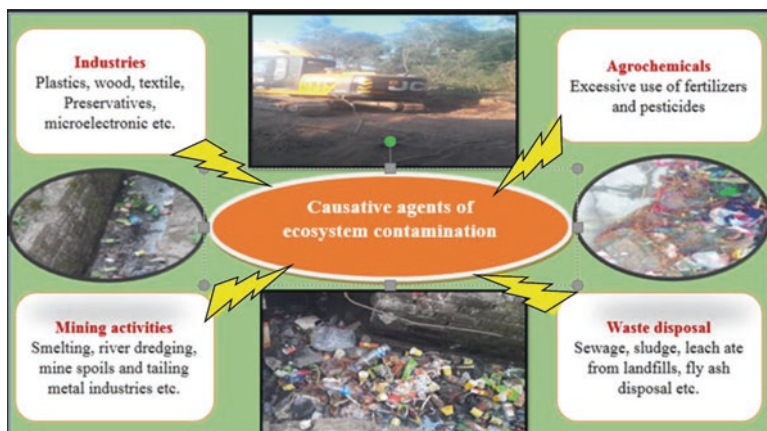 Industries
Plastics, wood, textile,
Preservatives,
microelectronic etc.
Agrochemicals
Excessive use of fertilizers
and pesticides
Causative agents of
ecosystem contamination
Mining activities
Smelting, river dredging,
mine spoils and tailing
metal industries etc.
Waste disposal
Sewage, sludge, leach ate
from landfills, fly ash
disposal etc.